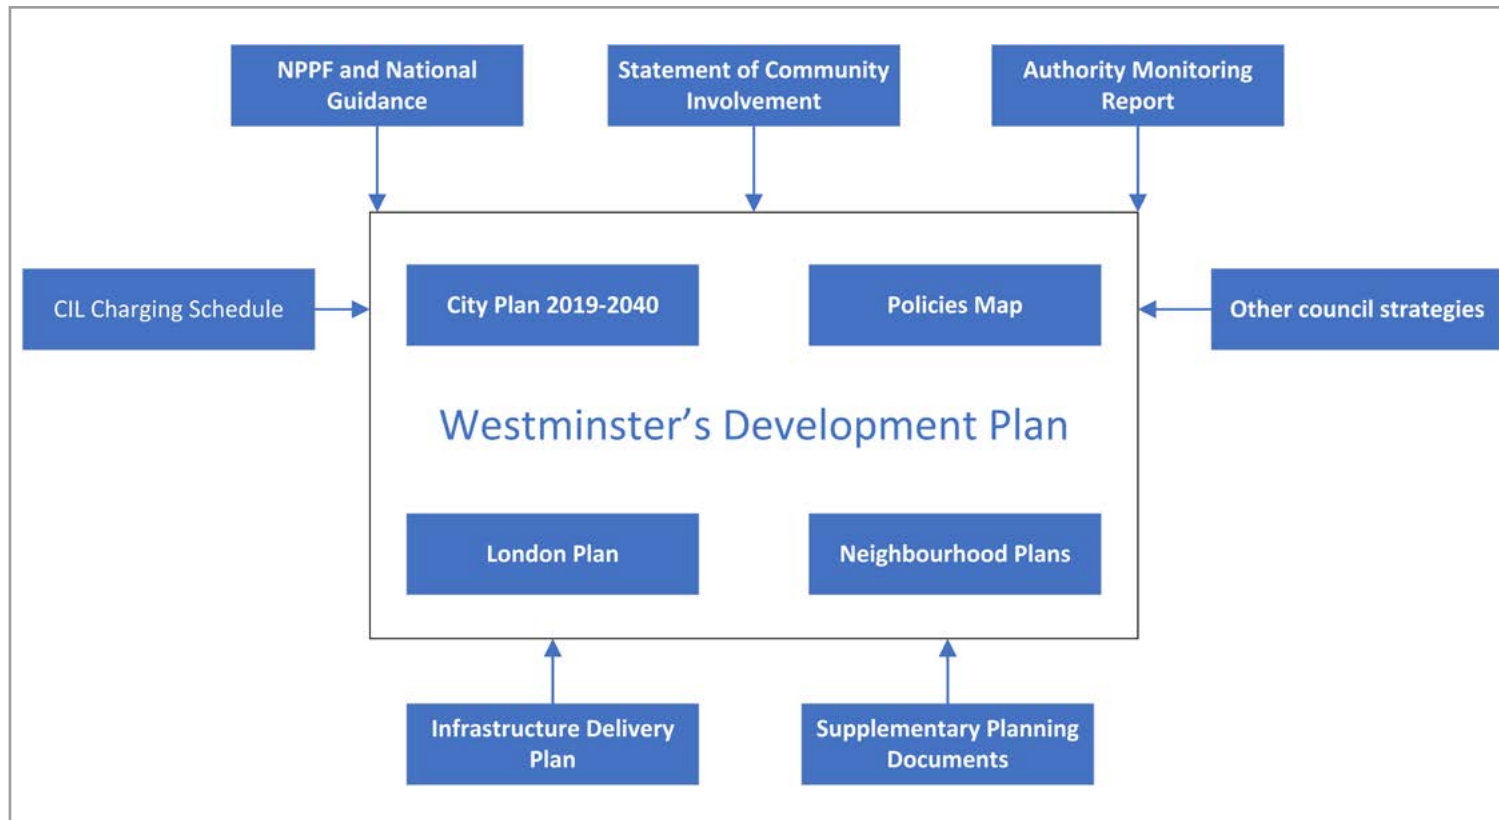 NPPF and National
Guidance
Statement of Community
Involvement
Authority Monitoring
Report
CIL Charging Schedule
City Plan 2019-2040
Policies Map
Other council strategies
Westminster’s Development Plan
London Plan
Neighbourhood Plans
Infrastructure Delivery
Plan
Supplementary Planning
Documents